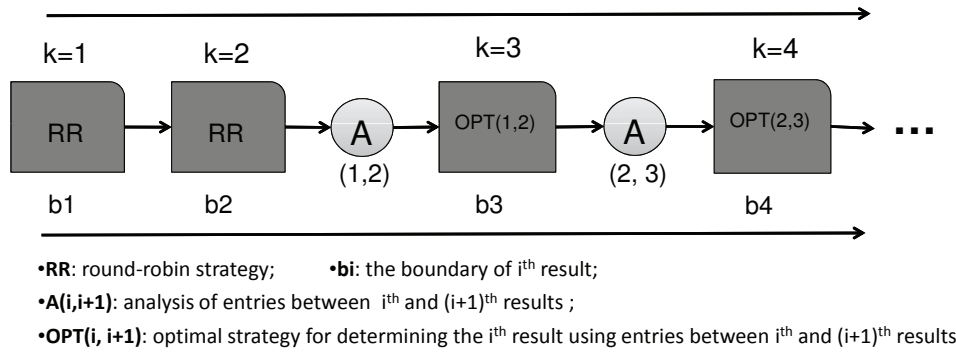 k=1 k=2 k=3 k=4
RR RR A OPT(1,2) A OPT(2,3) ...
(1,2) (2, 3)
b1 b2 b3 b4
•RR: round-robin strategy; •bi: the boundary of ith result;
•A(i,i+1): analysis of entries between ith and (i+1)th results ;
•OPT(i, i+1): optimal strategy for determining the ith result using entries between ith and (i+1)th results